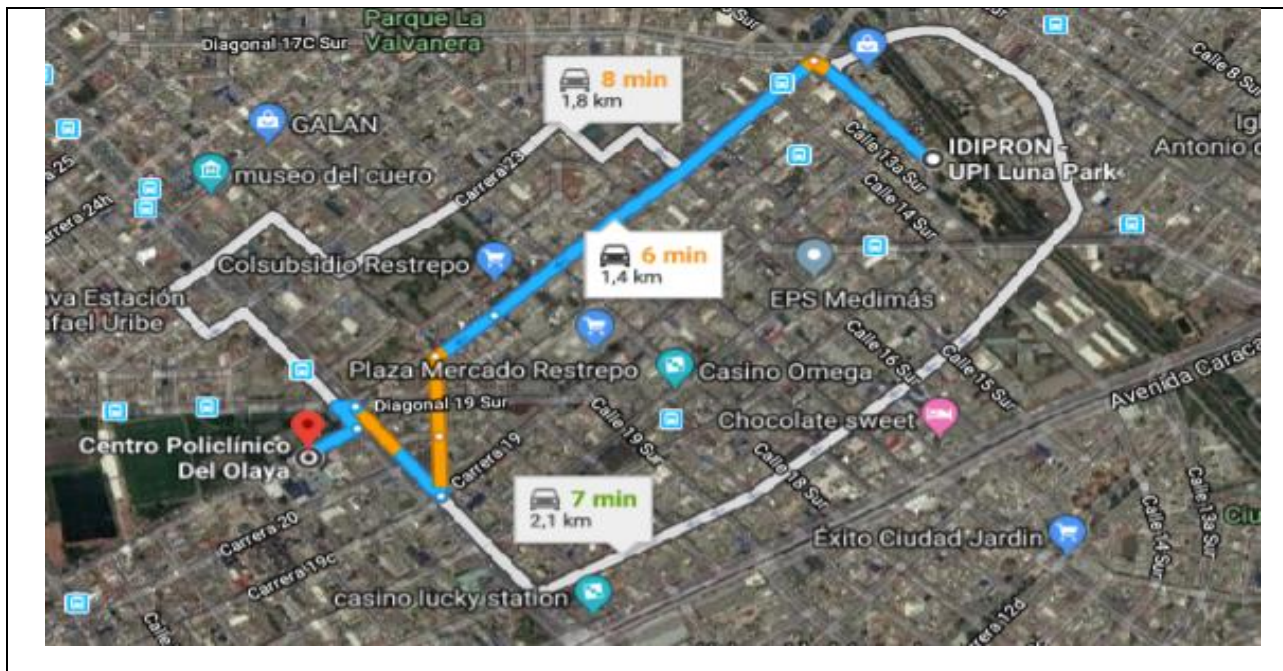 Parque La
Valvanera
Diagonal 17C Sur
Calle 8 Sur
8 min
1,8 km
GALAN
Calle 13a Sur
IDIPRON -
UPI Luna Park
Antonio
museo del cuero
Carrera 23
Calle 14 Sur
Carrera 24h
6 min
1,4 km
Colsubsidio Restrepo
EPS Medimás
Estación
Uribe
Plaza Mercado Restrepo
Casino Omega
Calle 16 Sur
Calle 15 Sur
Avenida Caraca
Diagonal 19 Sur
Chocolate sweet
Centro Policlínico
Del Olaya
Carrera 19
Calle 19 Sur
Calle 18 Sur
7 min
2,1 km
Carrera 20
Carrera 19c
Éxito Ciudad Jardín
Calle 13a Sur
Calle 14 Sur
casino lucky station
Carrera 12d